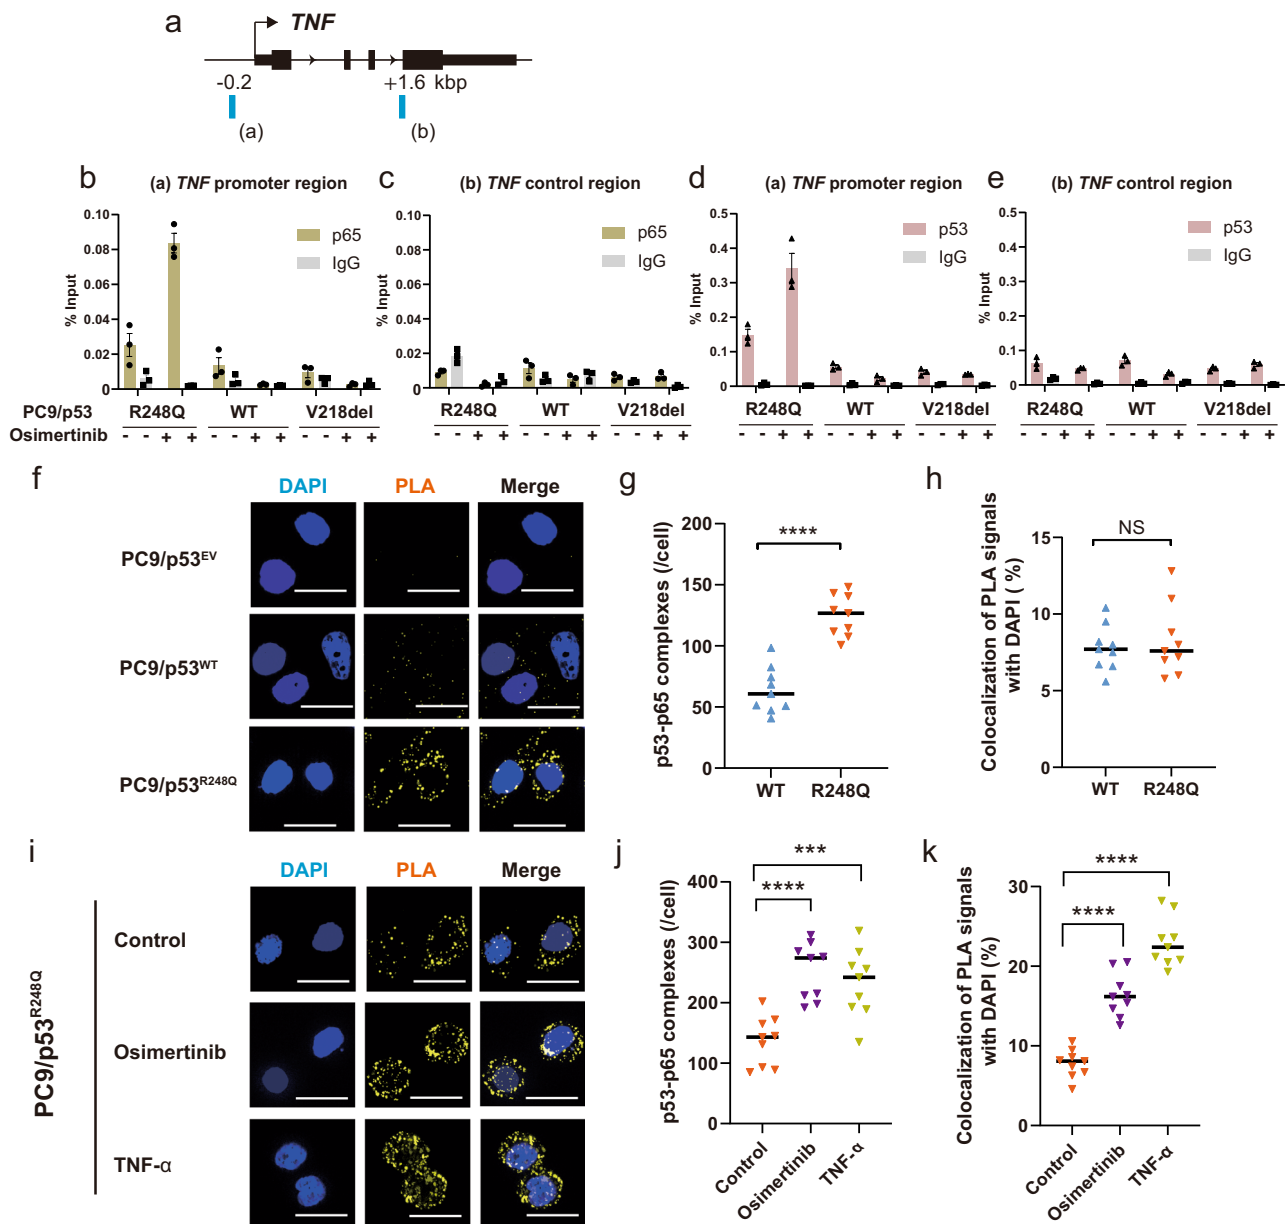 a
TNF
-0.2
+1.6 kbp
(a)
(b)
b
(a) TNF promoter region
% Input
0.10
0.08
0.06
0.04
0.02
0.00
p65
IgG
c
(b) TNF control region
% Input
0.10
0.08
0.06
0.04
0.02
0.00
p65
IgG
d
(a) TNF promoter region
% Input
0.5
0.4
0.3
0.2
0.1
0
p53
IgG
e
(b) TNF control region
% Input
0.5
0.4
0.3
0.2
0.1
0
p53
IgG
PC9/p53 R248Q WT V218del R248Q WT V218del R248Q WT V218del R248Q WT V218del
Osimertinib - - + + - - + + - - + + - - + + - - + + - - + + - - + + - - + + - - + + - - + + - - + + - - + +
f
DAPI PLA Merge
PC9/p53EV
PC9/p53WT
PC9/p53R248Q
g
p53-p65 complexes (/cell)
200
150
100
50
0
****
WT R248Q
h
Colocalization of PLA signals
with DAPI (%)
15
10
5
0
NS
WT R248Q
i
DAPI PLA Merge
PC9/p53R248Q
Control
Osimertinib
TNF-α
j
p53-p65 complexes (/cell)
400
300
200
100
0
***
****
Control
Osimertinib
TNF-α
k
Colocalization of PLA signals
with DAPI (%)
30
20
10
0
****
****
Control
Osimertinib
TNF-α